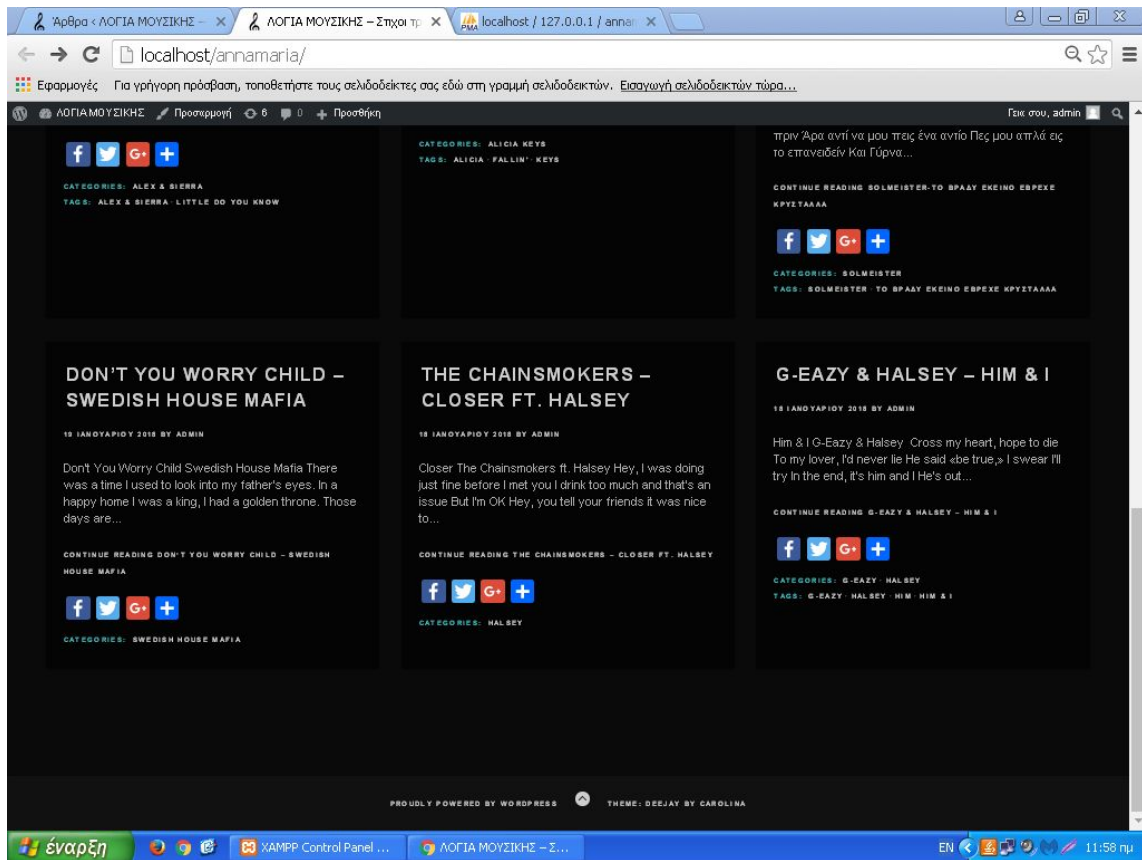 Άρθρα ‹ ΛΟΓΙΑ ΜΟΥΣΙΚΗΣ –
ΛΟΓΙΑ ΜΟΥΣΙΚΗΣ – Στιχοι τρ
localhost / 127.0.0.1 / annam
localhost/annamaria/
Εφαρμογές Για γρήγορη πρόσβαση, τοποθετήστε τους σελιδοδείκτες σας εδώ στη γραμμή σελιδοδεικτών. Εισαγωγή σελιδοδεικτών τώρα...
ΛΟΓΙΑ ΜΟΥΣΙΚΗΣ Προσαρμογή 6 0 Προσθήκη Γεια σου, admin
CATEGORIES: ALEX & SIERRA
TAGS: ALEX & SIERRA · LITTLE DO YOU KNOW
CATEGORIES: ALICIA KEYS
TAGS: ALICIA · FALLIN' · KEYS
πριν Άρα αντί να μου πεις ένα αντίο Πες μου απλά εις
το επανειδείν Και Γύρνα...
CONTINUE READING SOLMEISTER-ΤΟ ΒΡΑΔΥ ΕΚΕΙΝΟ ΕΒΡΕΧΕ
ΚΡΥΣΤΑΛΛΑ
CATEGORIES: SOLMEISTER
TAGS: SOLMEISTER · ΤΟ ΒΡΑΔΥ ΕΚΕΙΝΟ ΕΒΡΕΧΕ ΚΡΥΣΤΑΛΛΑ
DON'T YOU WORRY CHILD –
SWEDISH HOUSE MAFIA
19 ΙΑΝΟΥΑΡΙΟΥ 2018 BY ADMIN
Don't You Worry Child Swedish House Mafia There
was a time I used to look into my father's eyes. In a
happy home I was a king, I had a golden throne. Those
days are...
CONTINUE READING DON'T YOU WORRY CHILD – SWEDISH
HOUSE MAFIA
CATEGORIES: SWEDISH HOUSE MAFIA
THE CHAINSMOKERS –
CLOSER FT. HALSEY
18 ΙΑΝΟΥΑΡΙΟΥ 2018 BY ADMIN
Closer The Chainsmokers ft. Halsey Hey, I was doing
just fine before I met you I drink too much and that's an
issue But I'm OK Hey, you tell your friends it was nice
to...
CONTINUE READING THE CHAINSMOKERS – CLOSER FT. HALSEY
CATEGORIES: HALSEY
G-EAZY & HALSEY – HIM & I
18 ΙΑΝΟΥΑΡΙΟΥ 2018 BY ADMIN
Him & I G-Eazy & Halsey Cross my heart, hope to die
To my lover, I'd never lie He said «be true,» I swear I'll
try In the end, it's him and I He's out...
CONTINUE READING G-EAZY & HALSEY – HIM & I
CATEGORIES: G-EAZY · HALSEY
TAGS: G-EAZY · HALSEY · HIM · HIM & I
PROUDLY POWERED BY WORDPRESS THEME: DEEJAY BY CAROLINA
έναρξη XAMPP Control Panel ... ΛΟΓΙΑ ΜΟΥΣΙΚΗΣ – Σ... EN 11:58 πμ